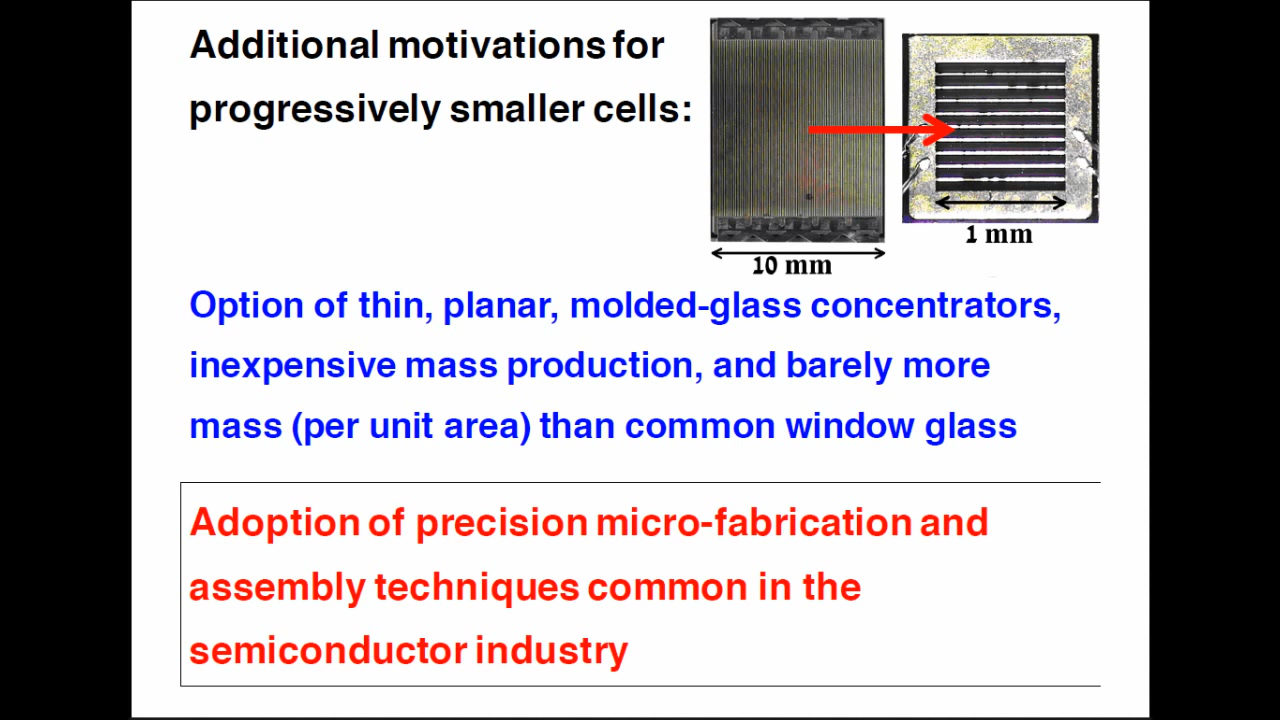 Additional motivations for
progressively smaller cells:
10 mm
1 mm
Option of thin, planar, molded-glass concentrators,
inexpensive mass production, and barely more
mass (per unit area) than common window glass
Adoption of precision micro-fabrication and
assembly techniques common in the
semiconductor industry